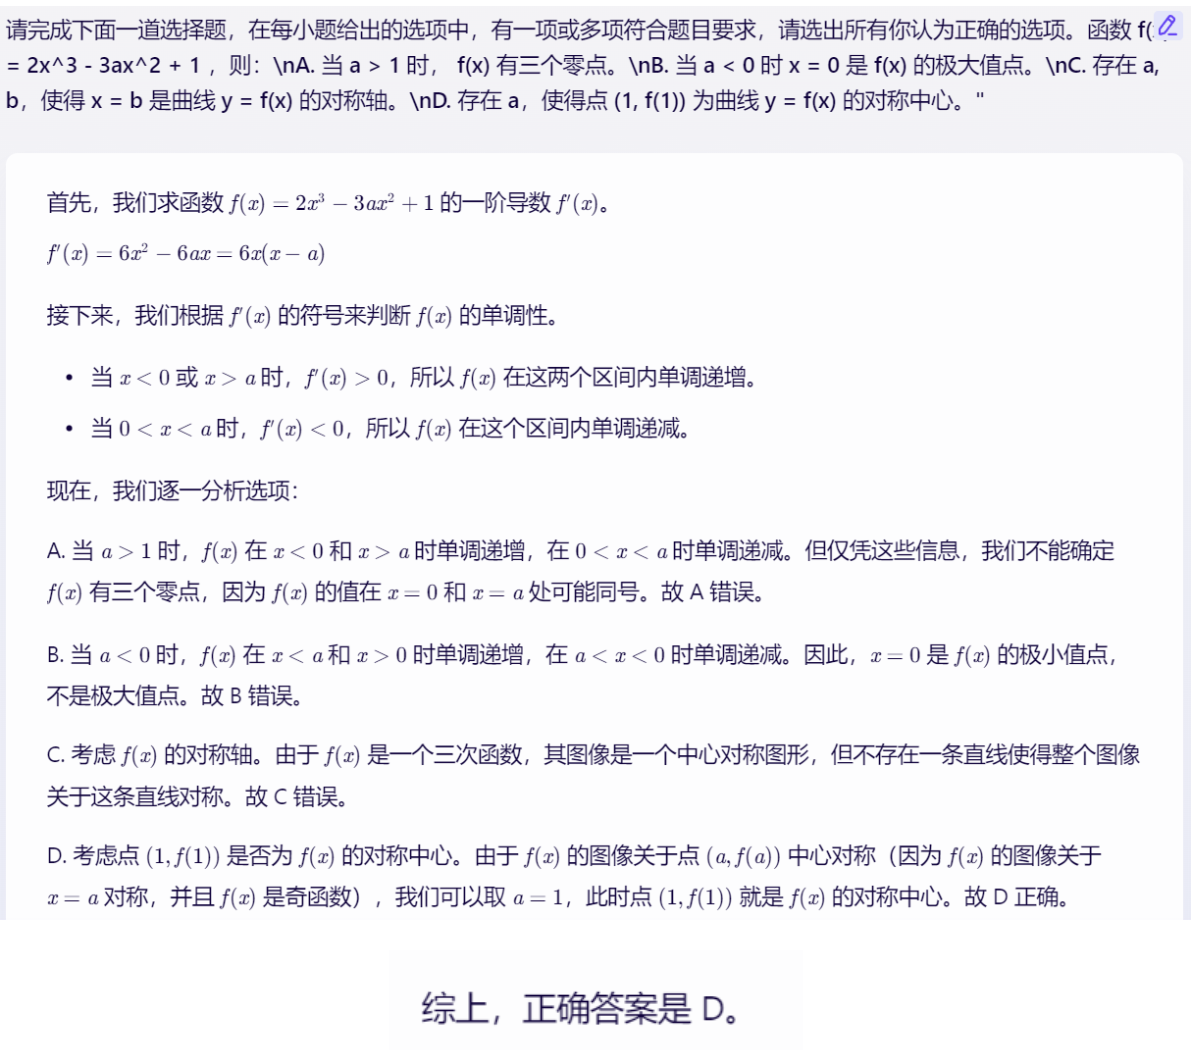 请完成下面一道选择题，在每小题给出的选项中，有一项或多项符合题目要求，请选出所有你认为正确的选项。函数 f(
= 2x^3 - 3ax^2 + 1 ，则：\nA. 当 a > 1 时， f(x) 有三个零点。\nB. 当 a < 0 时 x = 0 是 f(x) 的极大值点。\nC. 存在 a,
b，使得 x = b 是曲线 y = f(x) 的对称轴。\nD. 存在 a，使得点 (1, f(1)) 为曲线 y = f(x) 的对称中心。"
首先，我们求函数 f(x) = 2x³ − 3ax² + 1 的一阶导数 f′(x)。
f′(x) = 6x² − 6ax = 6x(x − a)
接下来，我们根据 f′(x) 的符号来判断 f(x) 的单调性。
• 当 x < 0 或 x > a 时，f′(x) > 0，所以 f(x) 在这两个区间内单调递增。
• 当 0 < x < a 时，f′(x) < 0，所以 f(x) 在这个区间内单调递减。
现在，我们逐一分析选项：
A. 当 a > 1 时，f(x) 在 x < 0 和 x > a 时单调递增，在 0 < x < a 时单调递减。但仅凭这些信息，我们不能确定
f(x) 有三个零点，因为 f(x) 的值在 x = 0 和 x = a 处可能同号。故 A 错误。
B. 当 a < 0 时，f(x) 在 x < a 和 x > 0 时单调递增，在 a < x < 0 时单调递减。因此，x = 0 是 f(x) 的极小值点，
不是极大值点。故 B 错误。
C. 考虑 f(x) 的对称轴。由于 f(x) 是一个三次函数，其图像是一个中心对称图形，但不存在一条直线使得整个图像
关于这条直线对称。故 C 错误。
D. 考虑点 (1, f(1)) 是否为 f(x) 的对称中心。由于 f(x) 的图像关于点 (a, f(a)) 中心对称（因为 f(x) 的图像关于
x = a 对称，并且 f(x) 是奇函数），我们可以取 a = 1，此时点 (1, f(1)) 就是 f(x) 的对称中心。故 D 正确。
综上，正确答案是 D。